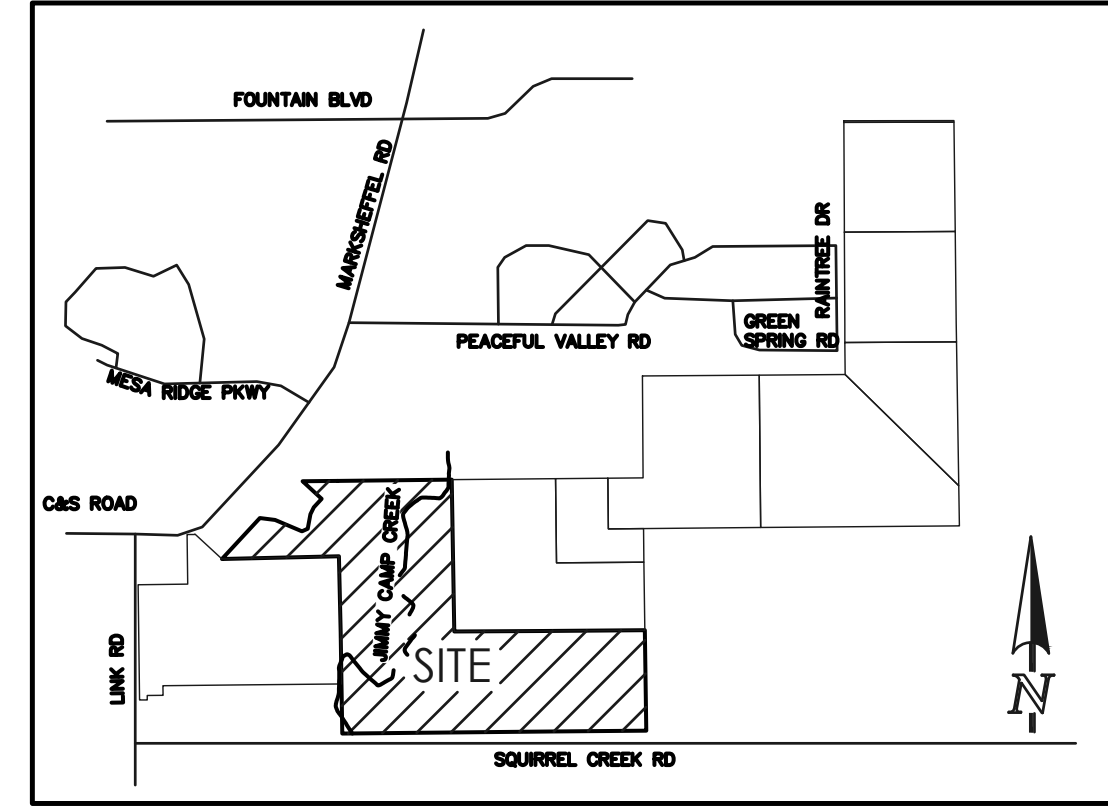 FOUNTAIN BLVD
MARKSHEFFEL RD
RAINTREE DR
GREEN
SPRING RD
PEACEFUL VALLEY RD
MESA RIDGE PKWY
C&S ROAD
JIMMY CAMP CREEK
LINK RD
SITE
N
SQUIRREL CREEK RD